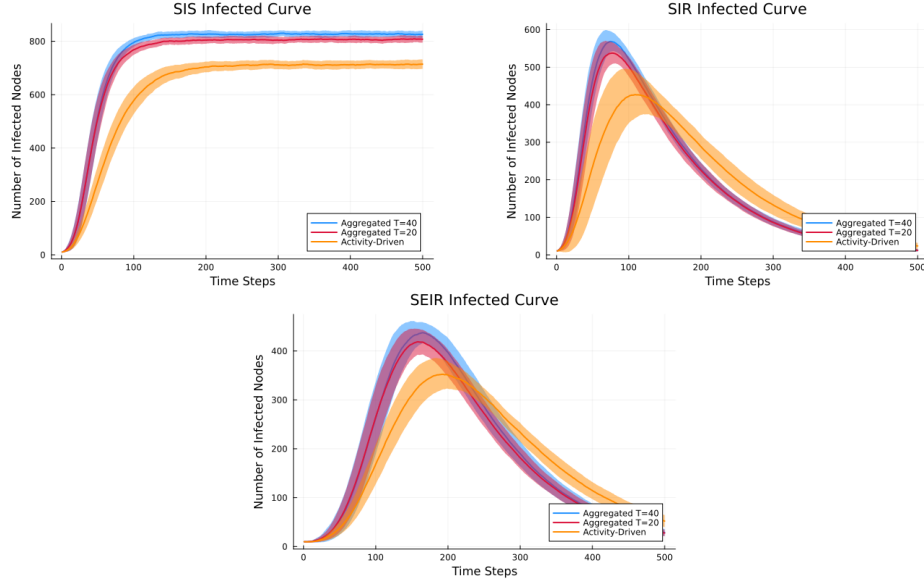 SIS Infected Curve
Number of Infected Nodes
800
600
400
200
0
0
100
200
300
400
500
Time Steps
Aggregated T=40
Aggregated T=20
Activity-Driven
SIR Infected Curve
Number of Infected Nodes
600
500
400
300
200
100
0
0
100
200
300
400
500
Time Steps
Aggregated T=40
Aggregated T=20
Activity-Driven
SEIR Infected Curve
Number of Infected Nodes
400
300
200
100
0
0
100
200
300
400
500
Time Steps
Aggregated T=40
Aggregated T=20
Activity-Driven